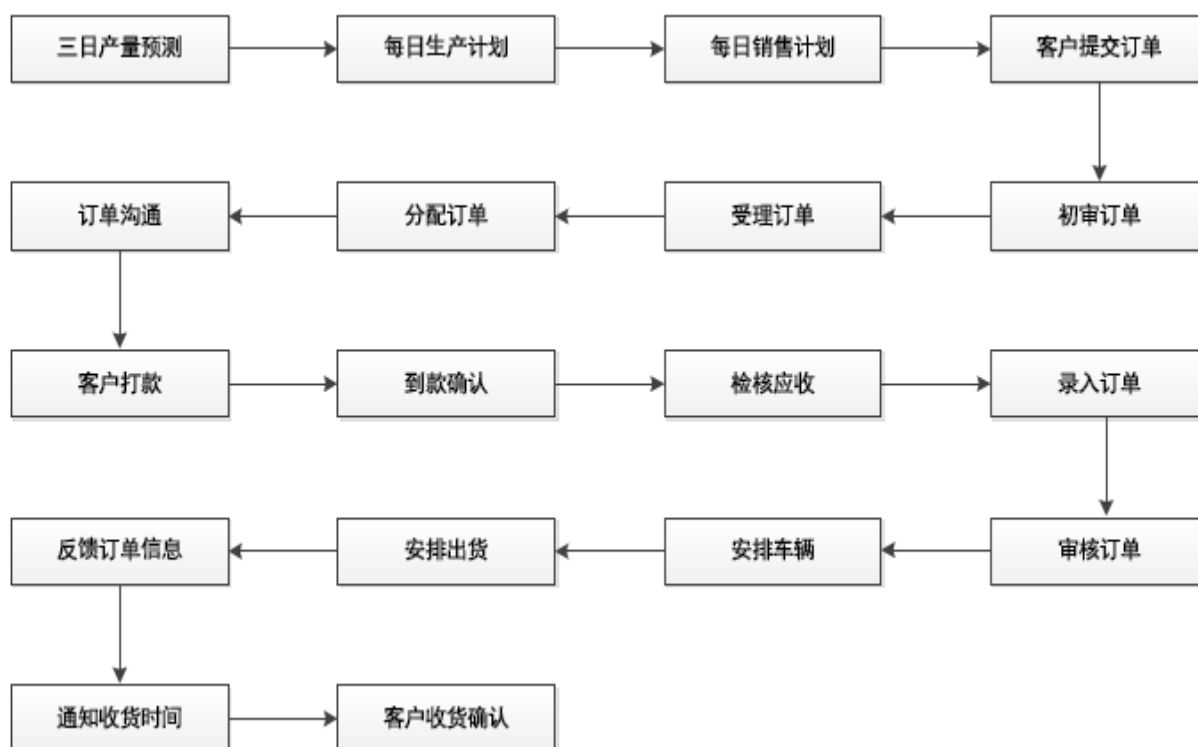 三日产量预测
每日生产计划
每日销售计划
客户提交订单
初审订单
受理订单
分配订单
订单沟通
客户打款
到款确认
检核应收
录入订单
审核订单
安排车辆
安排出货
反馈订单信息
通知收货时间
客户收货确认